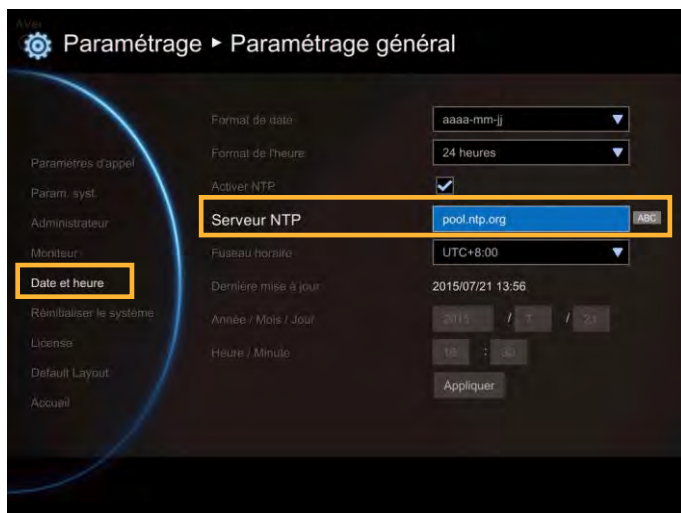 AVer
Paramétrage ► Paramétrage général
Paramètres d'appel
Param. syst.
Administrateur
Moniteur
Date et heure
Réinitialiser le système
License
Default Layout
Accueil
Format de date aaaa-mm-jj ▼
Format de l'heure 24 heures ▼
Activer NTP
Serveur NTP pool.ntp.org ABC
Fuseau horaire UTC+8:00 ▼
Dernière mise à jour 2015/07/21 13:56
Année / Mois / Jour 2015 / 7 / 21
Heure / Minute :
Appliquer